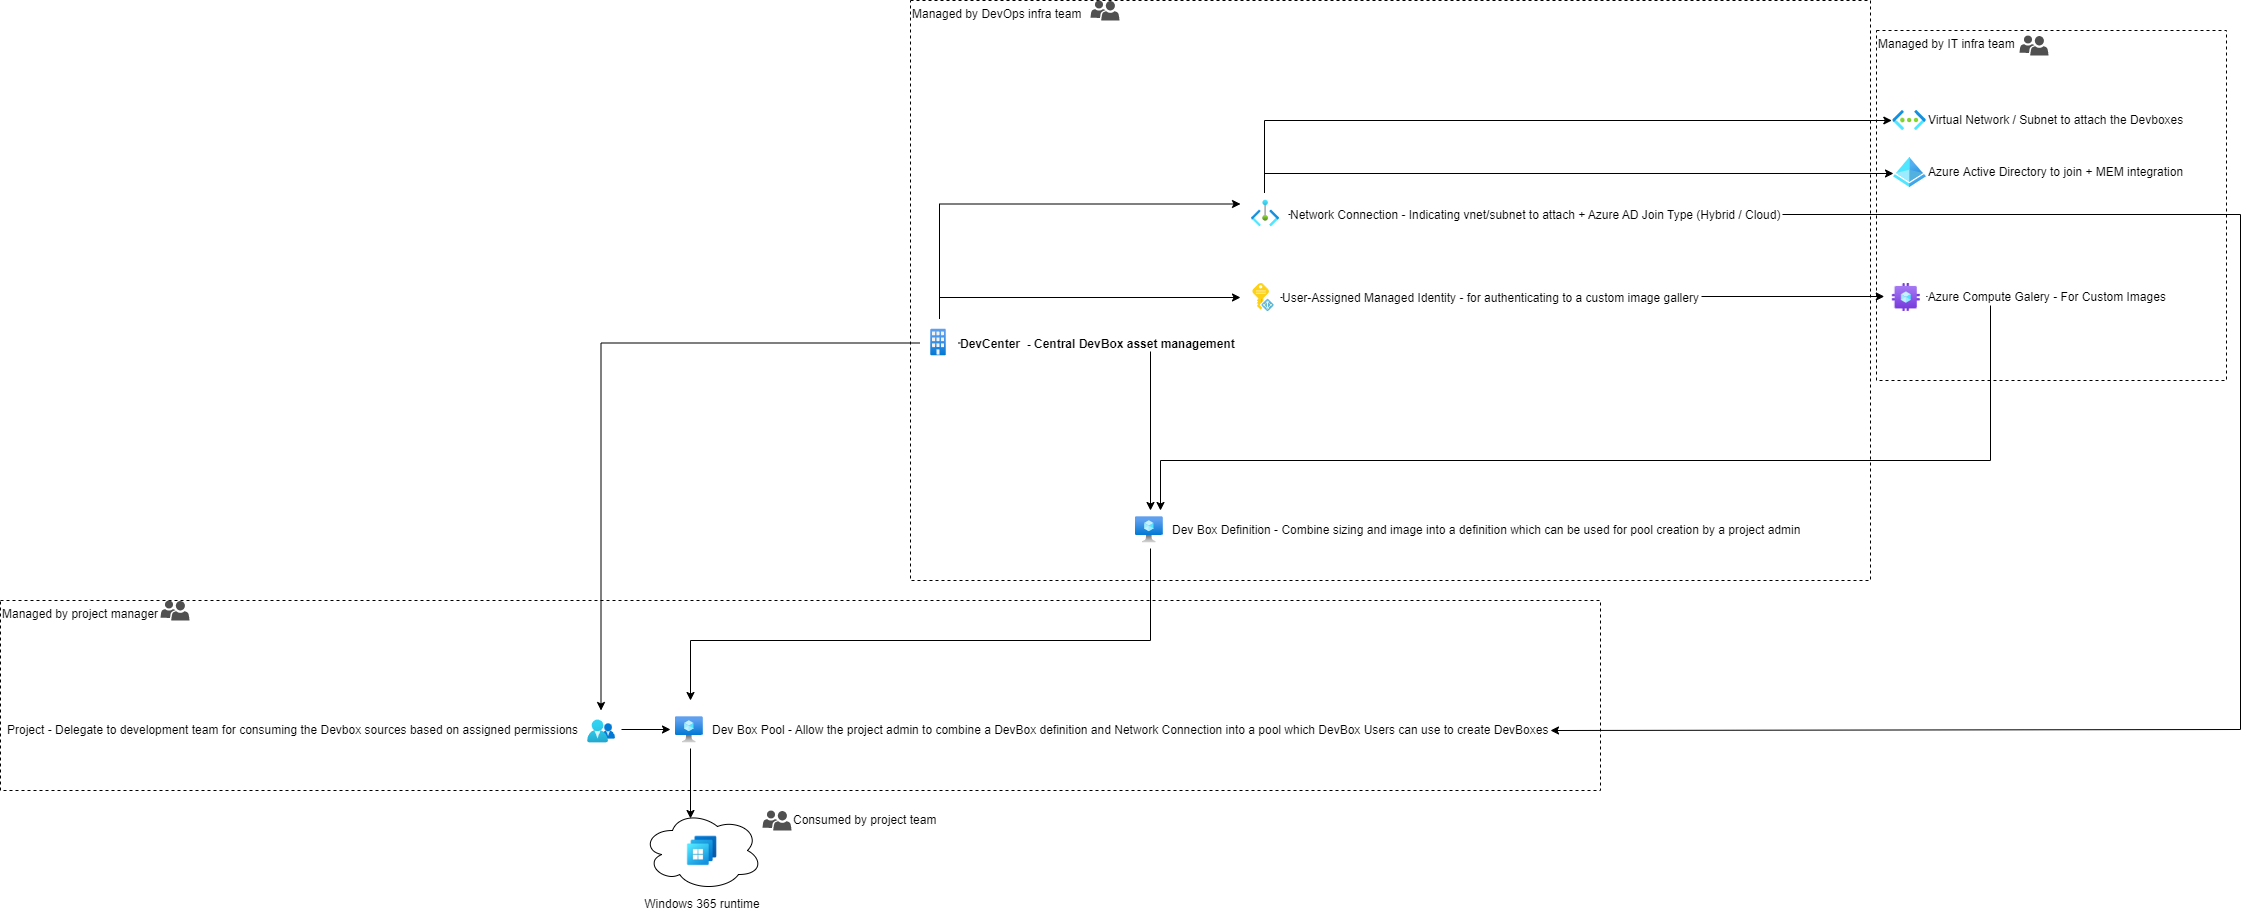 Managed by DevOps infra team
Managed by IT infra team
Virtual Network / Subnet to attach the Devboxes
Azure Active Directory to join + MEM integration
Network Connection - Indicating vnet/subnet to attach + Azure AD Join Type (Hybrid / Cloud)
User-Assigned Managed Identity - for authenticating to a custom image gallery
Azure Compute Galery - For Custom Images
DevCenter - Central DevBox asset management
Dev Box Definition - Combine sizing and image into a definition which can be used for pool creation by a project admin
Managed by project manager
Project - Delegate to development team for consuming the Devbox sources based on assigned permissions
Dev Box Pool - Allow the project admin to combine a DevBox definition and Network Connection into a pool which DevBox Users can use to create DevBoxes
Consumed by project team
Windows 365 runtime